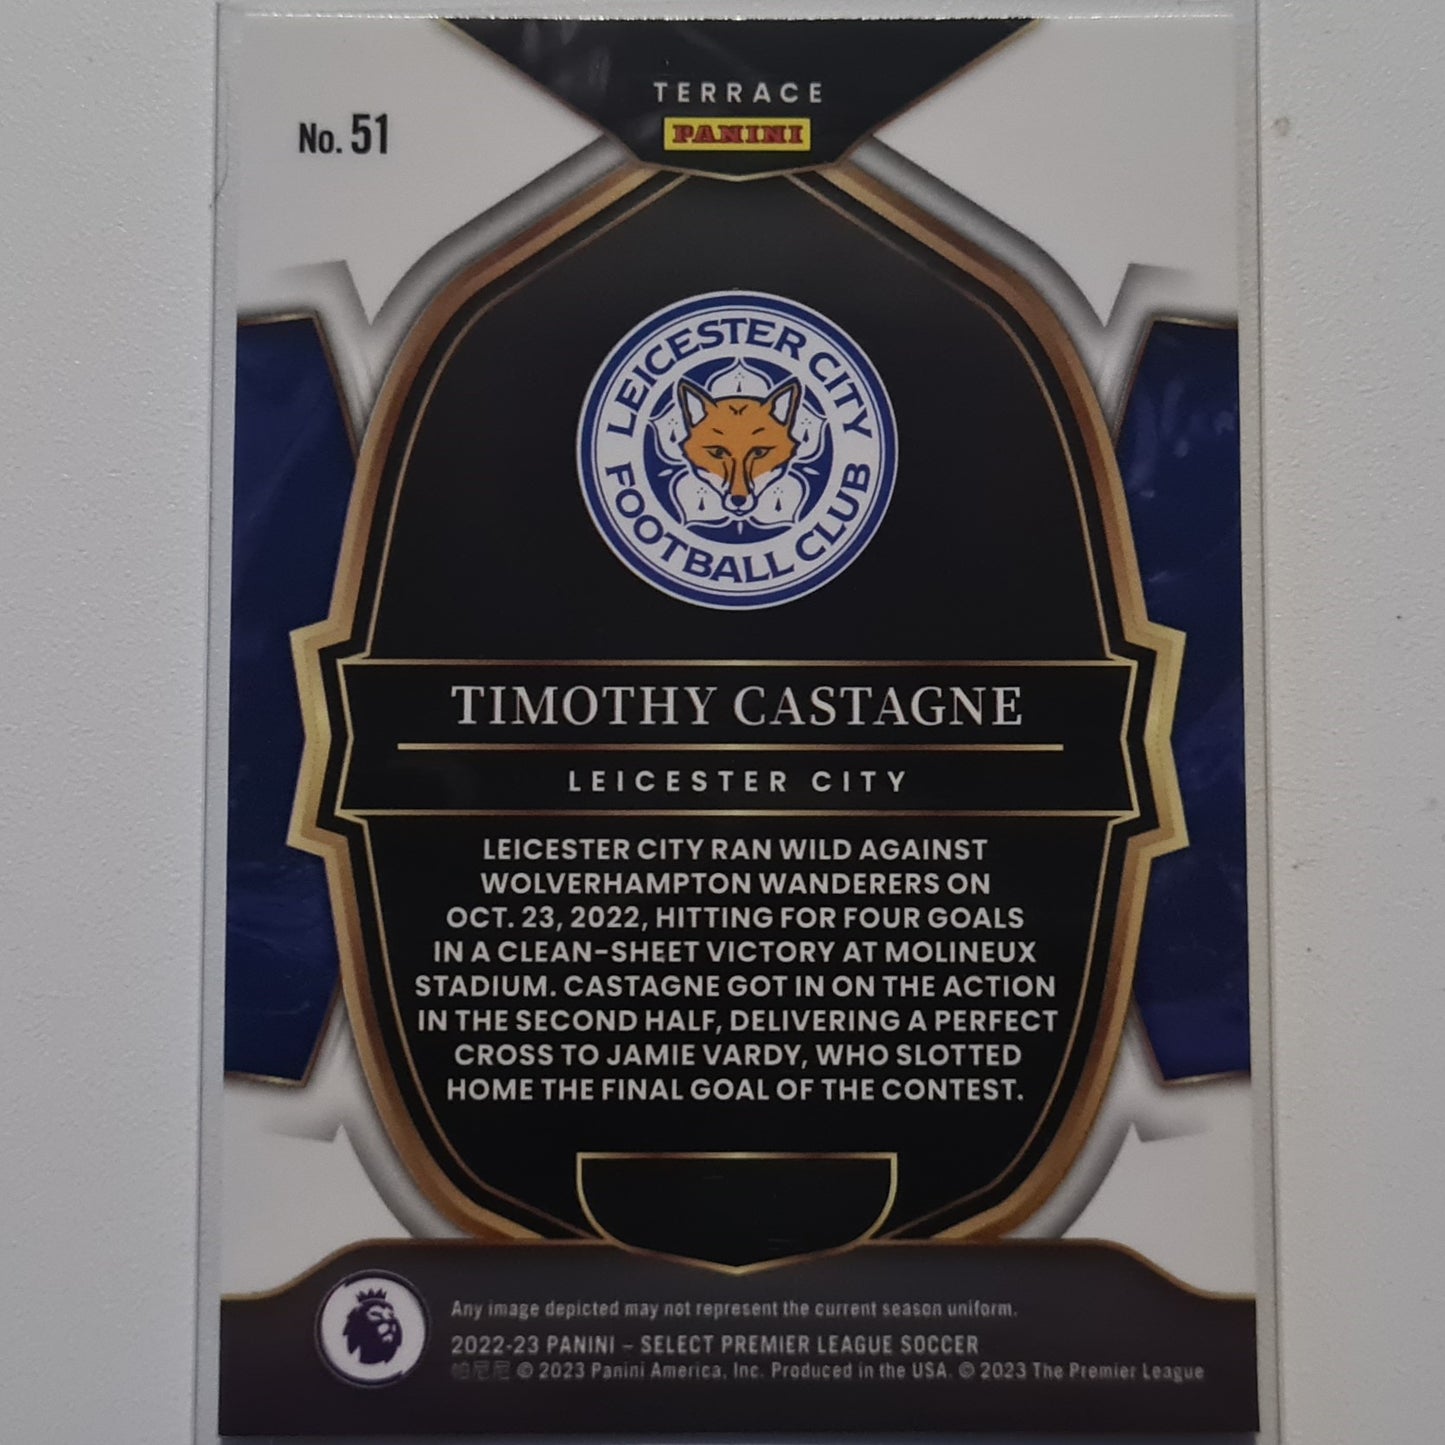 TERRACE
PANINI
No. 51
LEICESTER CITY
FOOTBALL CLUB
TIMOTHY CASTAGNE
LEICESTER CITY
LEICESTER CITY RAN WILD AGAINST
WOLVERHAMPTON WANDERERS ON
OCT. 23, 2022, HITTING FOR FOUR GOALS
IN A CLEAN-SHEET VICTORY AT MOLINEUX
STADIUM. CASTAGNE GOT IN ON THE ACTION
IN THE SECOND HALF, DELIVERING A PERFECT
CROSS TO JAMIE VARDY, WHO SLOTTED
HOME THE FINAL GOAL OF THE CONTEST.
Any image depicted may not represent the current season uniform.
2022-23 PANINI – SELECT PREMIER LEAGUE SOCCER
帕尼尼 © 2023 Panini America, Inc. Produced in the USA. © 2023 The Premier League